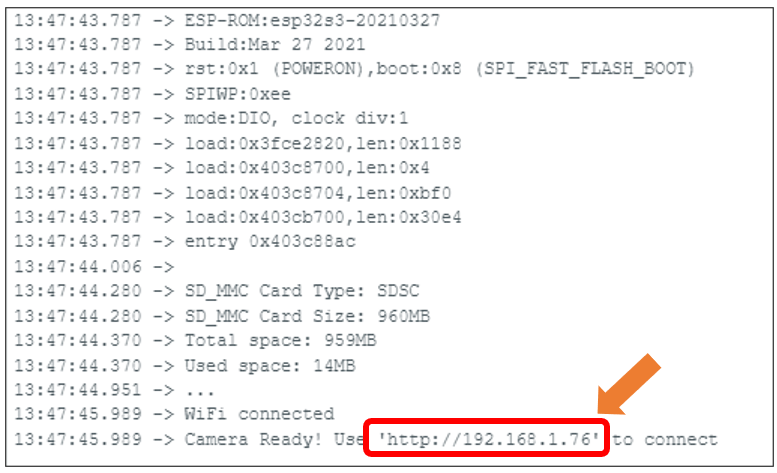 13:47:43.787 -> ESP-ROM:esp32s3-20210327
13:47:43.787 -> Build:Mar 27 2021
13:47:43.787 -> rst:0x1 (POWERON),boot:0x8 (SPI_FAST_FLASH_BOOT)
13:47:43.787 -> SPIWP:0xee
13:47:43.787 -> mode:DIO, clock div:1
13:47:43.787 -> load:0x3fce2820,len:0x1188
13:47:43.787 -> load:0x403c8700,len:0x4
13:47:43.787 -> load:0x403c8704,len:0xbf0
13:47:43.787 -> load:0x403cb700,len:0x30e4
13:47:43.787 -> entry 0x403c88ac
13:47:44.006 ->
13:47:44.280 -> SD_MMC Card Type: SDSC
13:47:44.280 -> SD_MMC Card Size: 960MB
13:47:44.370 -> Total space: 959MB
13:47:44.370 -> Used space: 14MB
13:47:44.951 -> ...
13:47:45.989 -> WiFi connected
13:47:45.989 -> Camera Ready! Use 'http://192.168.1.76' to connect